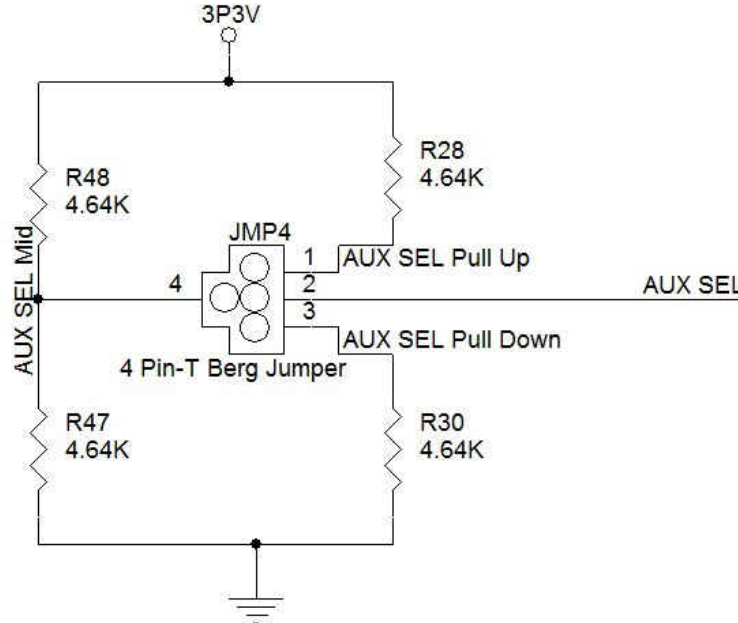 3P3V
R48
4.64K
R28
4.64K
AUX SEL Mid
JMP4
4
1
2
3
AUX SEL Pull Up
AUX SEL
AUX SEL Pull Down
4 Pin-T Berg Jumper
R47
4.64K
R30
4.64K